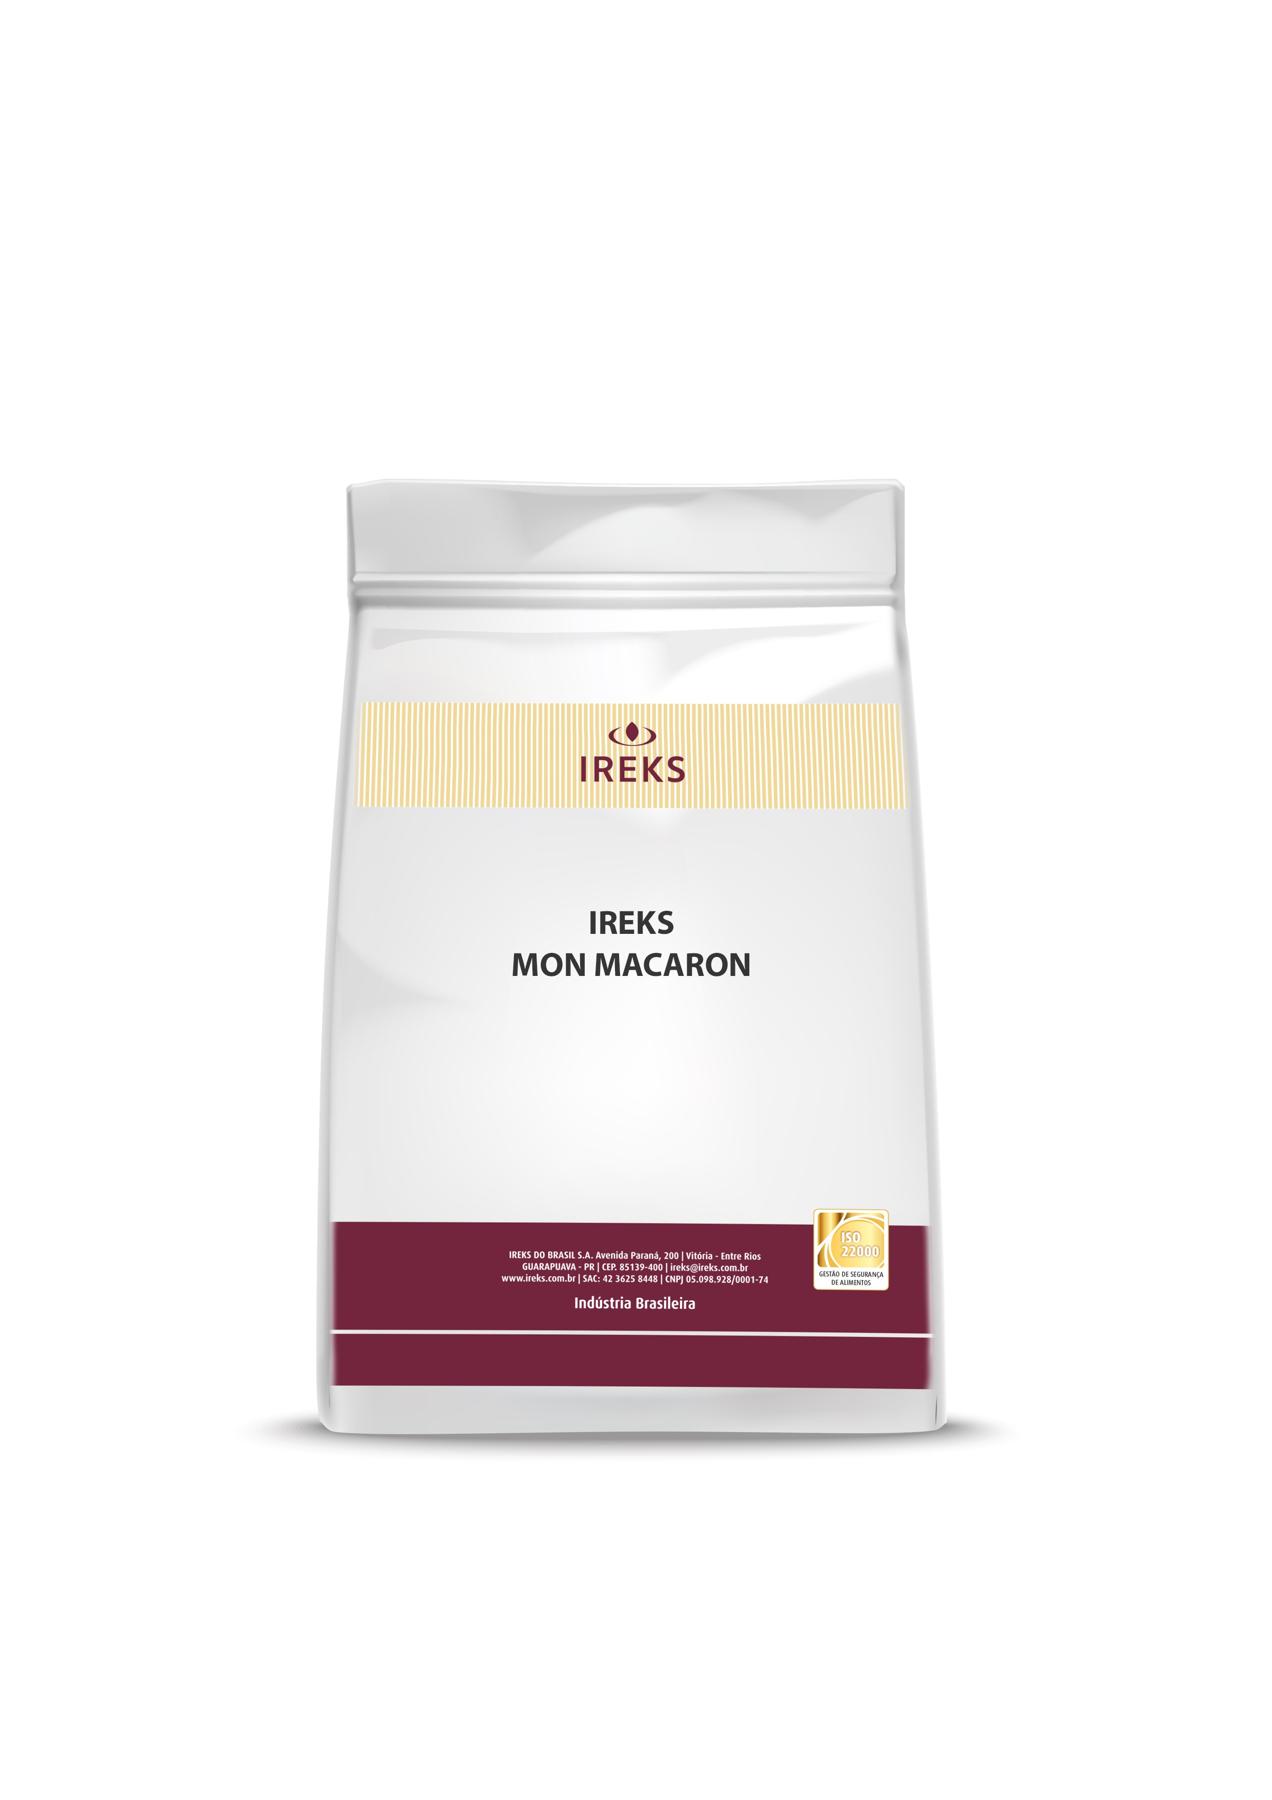 IREKS
IREKS
MON MACARON
IREKS DO BRASIL S.A. Avenida Paraná, 200 | Vitória - Entre Rios
GUARAPUAVA - PR | CEP. 85139-400 | ireks@ireks.com.br
www.ireks.com.br | SAC: 42 3625 8448 | CNPJ 05.098.928/0001-74
Indústria Brasileira
ISO
22000
GESTÃO DE SEGURANÇA
DE ALIMENTOS